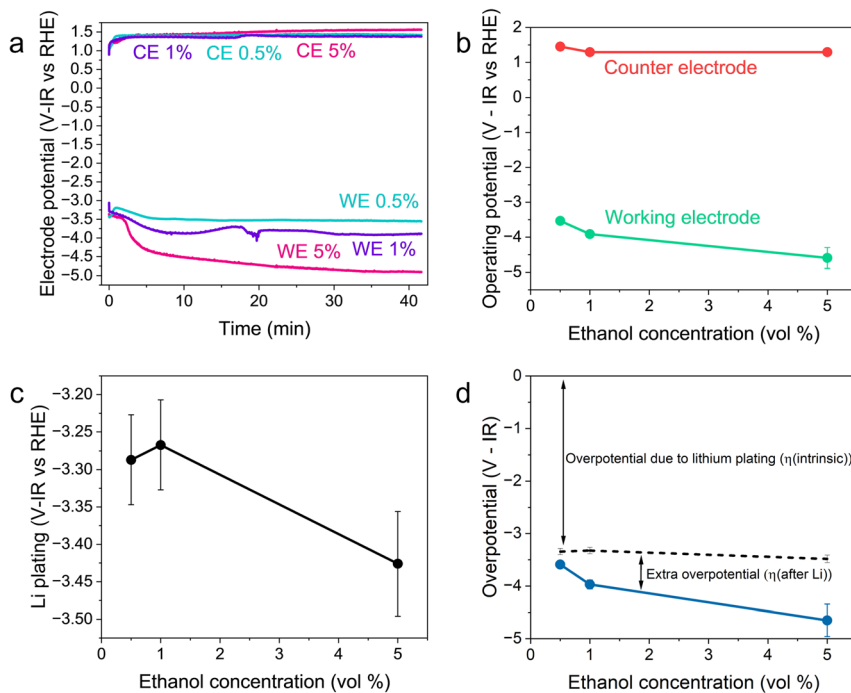 a
Electrode potential (V-IR vs RHE)
1.5
1.0
0.5
0.0
−0.5
−1.0
−1.5
−2.0
−2.5
−3.0
−3.5
−4.0
−4.5
−5.0
CE 1%
CE 0.5%
CE 5%
WE 0.5%
WE 5%
WE 1%
0
10
20
30
40
Time (min)
b
Operating potential (V - IR vs RHE)
2
1
0
−1
−2
−3
−4
−5
Counter electrode
Working electrode
0
1
2
3
4
5
Ethanol concentration (vol %)
c
Li plating (V-IR vs RHE)
−3.20
−3.25
−3.30
−3.35
−3.40
−3.45
−3.50
0
1
2
3
4
5
Ethanol concentration (vol %)
d
Overpotential (V - IR)
0
−1
−2
−3
−4
−5
Overpotential due to lithium plating (η(intrinsic))
Extra overpotential (η(after Li))
0
1
2
3
4
5
Ethanol concentration (vol %)